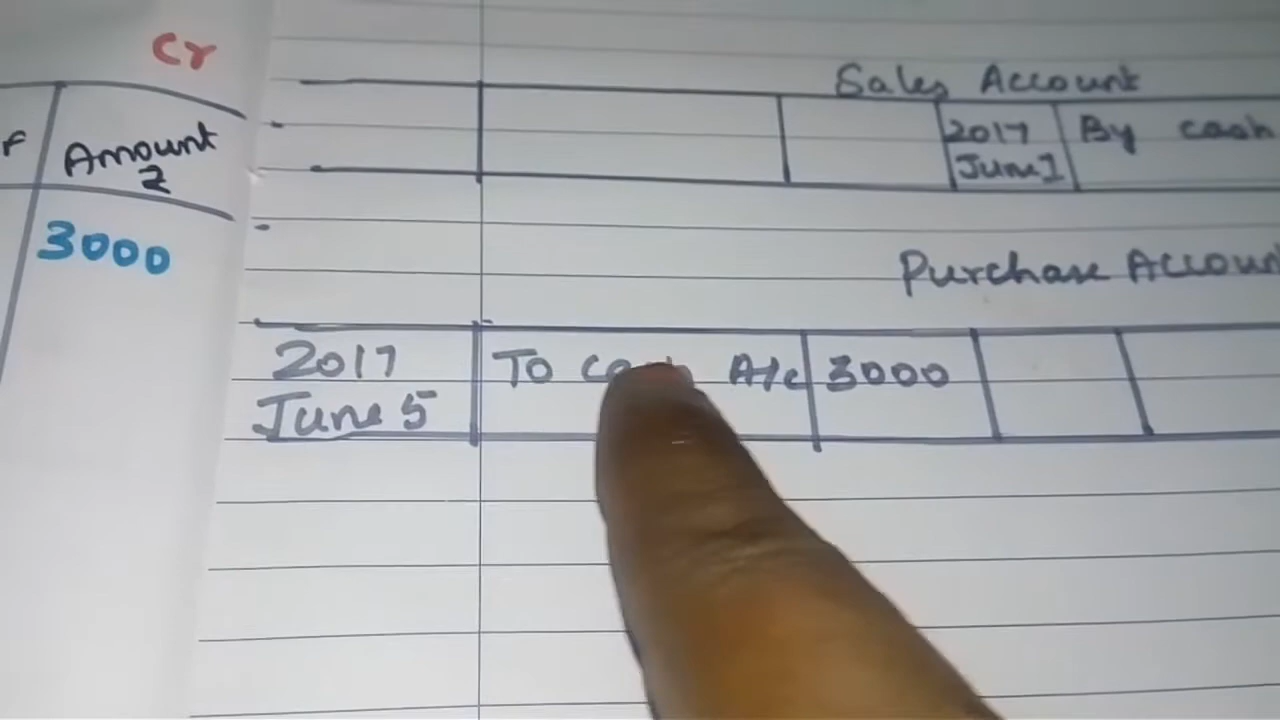 Cr
F Amount
₹
3000
Sales Account
2017 By cash
June 1
Purchase Accoun
2017 To A/c 3000
June 5